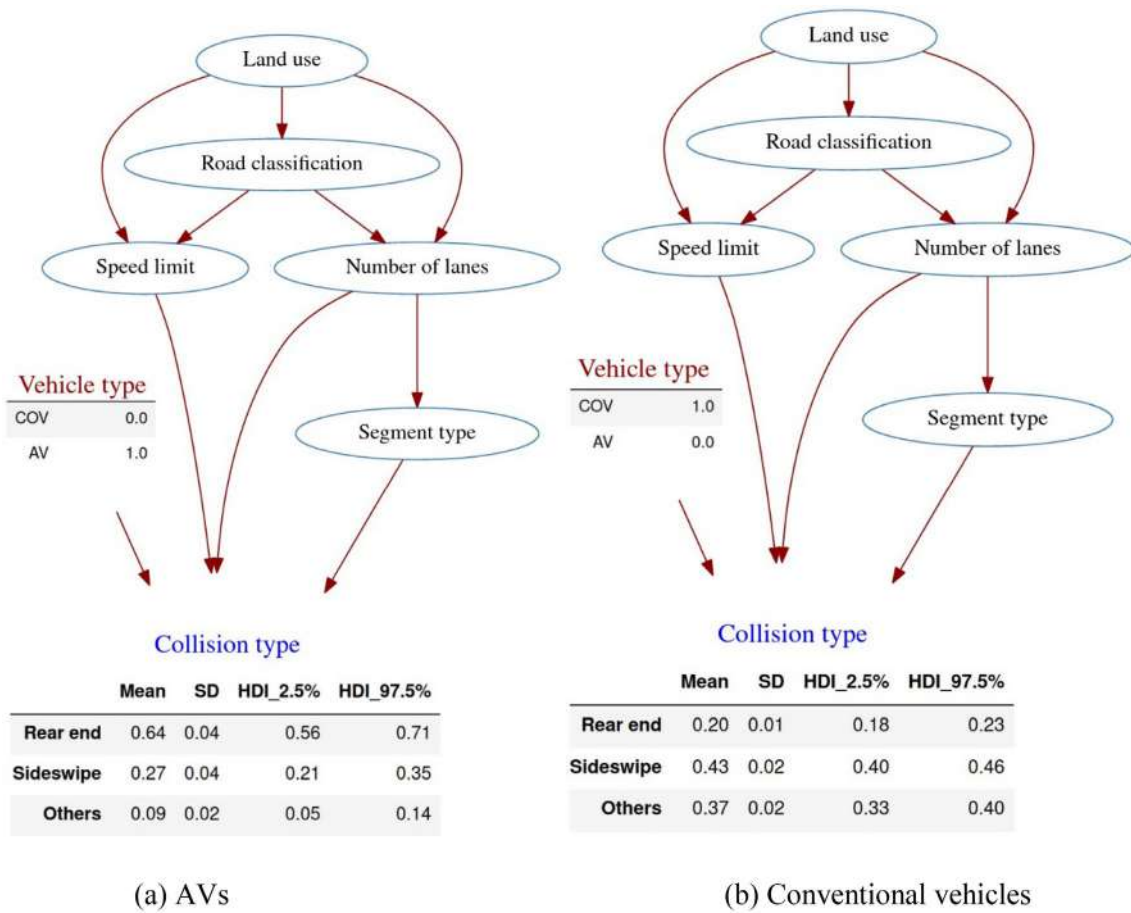 Land use
Road classification
Speed limit
Number of lanes
Vehicle type
COV 0.0
AV 1.0
Segment type
Collision type
Mean SD HDI_2.5% HDI_97.5%
Rear end 0.64 0.04 0.56 0.71
Sideswipe 0.27 0.04 0.21 0.35
Others 0.09 0.02 0.05 0.14
(a) AVs
Land use
Road classification
Speed limit
Number of lanes
Vehicle type
COV 1.0
AV 0.0
Segment type
Collision type
Mean SD HDI_2.5% HDI_97.5%
Rear end 0.20 0.01 0.18 0.23
Sideswipe 0.43 0.02 0.40 0.46
Others 0.37 0.02 0.33 0.40
(b) Conventional vehicles